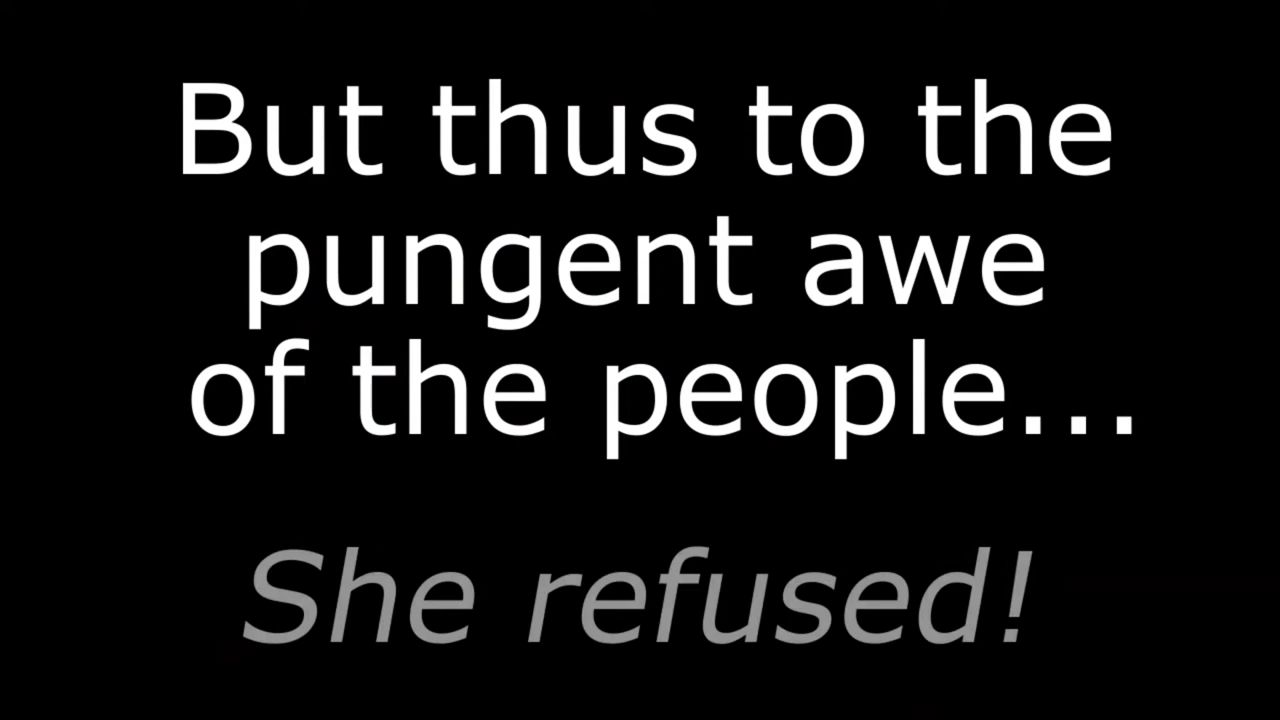 But thus to the
pungent awe
of the people...
She refused!